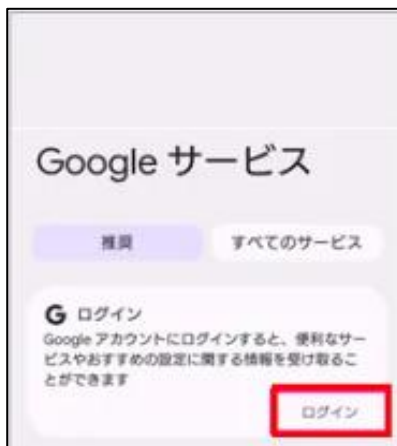 Google サービス
推奨
すべてのサービス
G ログイン
Google アカウントにログインすると、便利なサー
ビスやおすすめの設定に関する情報を受け取るこ
とができます
ログイン